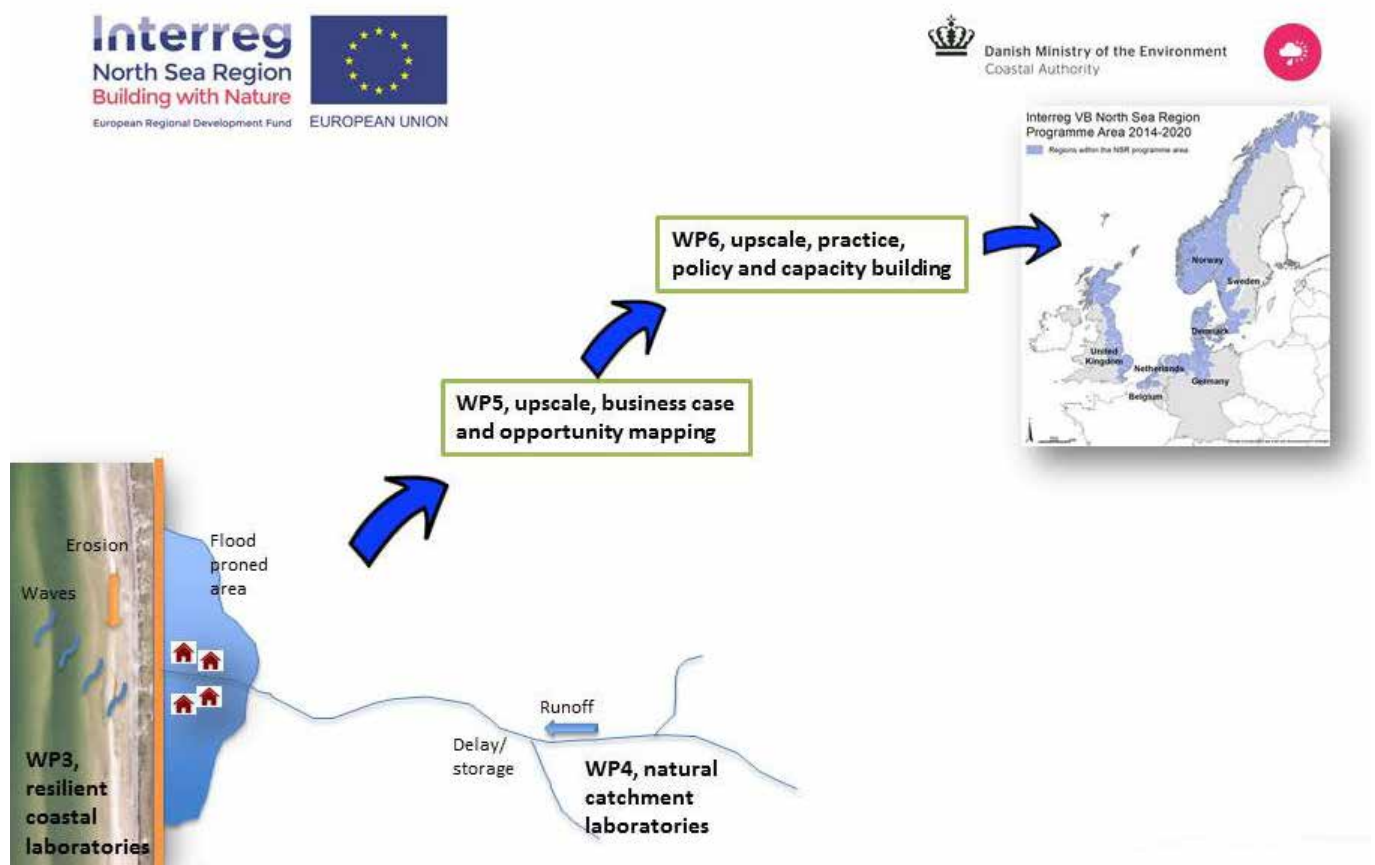 Interreg
North Sea Region
Building with Nature
European Regional Development Fund
EUROPEAN UNION
Danish Ministry of the Environment
Coastal Authority
Interreg VB North Sea Region
Programme Area 2014-2020
Regions within the NSR programme area
Norway
Sweden
Denmark
United
Kingdom
Netherlands
Germany
Belgium
WP6, upscale, practice,
policy and capacity building
WP5, upscale, business case
and opportunity mapping
Erosion
Waves
Flood
proned
area
Runoff
Delay/
storage
WP3,
resilient
coastal
laboratories
WP4, natural
catchment
laboratories